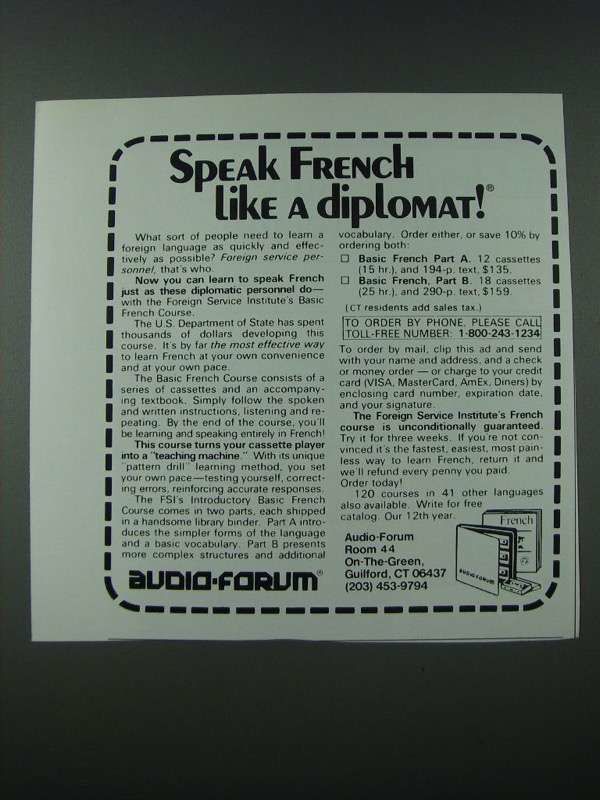 SPEAK FRENCH
LIKE A DIPLOMAT!®
What sort of people need to learn a
foreign language as quickly and effec-
tively as possible? Foreign service per-
sonnel, that's who.
Now you can learn to speak French
just as these diplomatic personnel do—
with the Foreign Service Institute's Basic
French Course.
The U.S. Department of State has spent
thousands of dollars developing this
course. It's by far the most effective way
to learn French at your own convenience
and at your own pace.
The Basic French Course consists of a
series of cassettes and an accompany-
ing textbook. Simply follow the spoken
and written instructions, listening and re-
peating. By the end of the course, you'll
be learning and speaking entirely in French!
This course turns your cassette player
into a "teaching machine." With its unique
"pattern drill" learning method, you set
your own pace—testing yourself, correct-
ing errors, reinforcing accurate responses.
The FSI's Introductory Basic French
Course comes in two parts, each shipped
in a handsome library binder. Part A intro-
duces the simpler forms of the language
and a basic vocabulary. Part B presents
more complex structures and additional
AUDIO-FORUM®
vocabulary. Order either, or save 10% by
ordering both:
☐ Basic French Part A. 12 cassettes
(15 hr.), and 194-p. text, $135.
☐ Basic French, Part B. 18 cassettes
(25 hr.), and 290-p. text, $159.
(CT residents add sales tax.)
TO ORDER BY PHONE, PLEASE CALL
TOLL-FREE NUMBER: 1-800-243-1234
To order by mail, clip this ad and send
with your name and address, and a check
or money order — or charge to your credit
card (VISA, MasterCard, AmEx, Diners) by
enclosing card number, expiration date,
and your signature.
The Foreign Service Institute's French
course is unconditionally guaranteed.
Try it for three weeks. If you're not con-
vinced it's the fastest, easiest, most pain-
less way to learn French, return it and
we'll refund every penny you paid.
Order today!
120 courses in 41 other languages
also available. Write for free
catalog. Our 12th year.
Audio-Forum
Room 44
On-The-Green,
Guilford, CT 06437
(203) 453-9794
French
AUDIO-FORUM